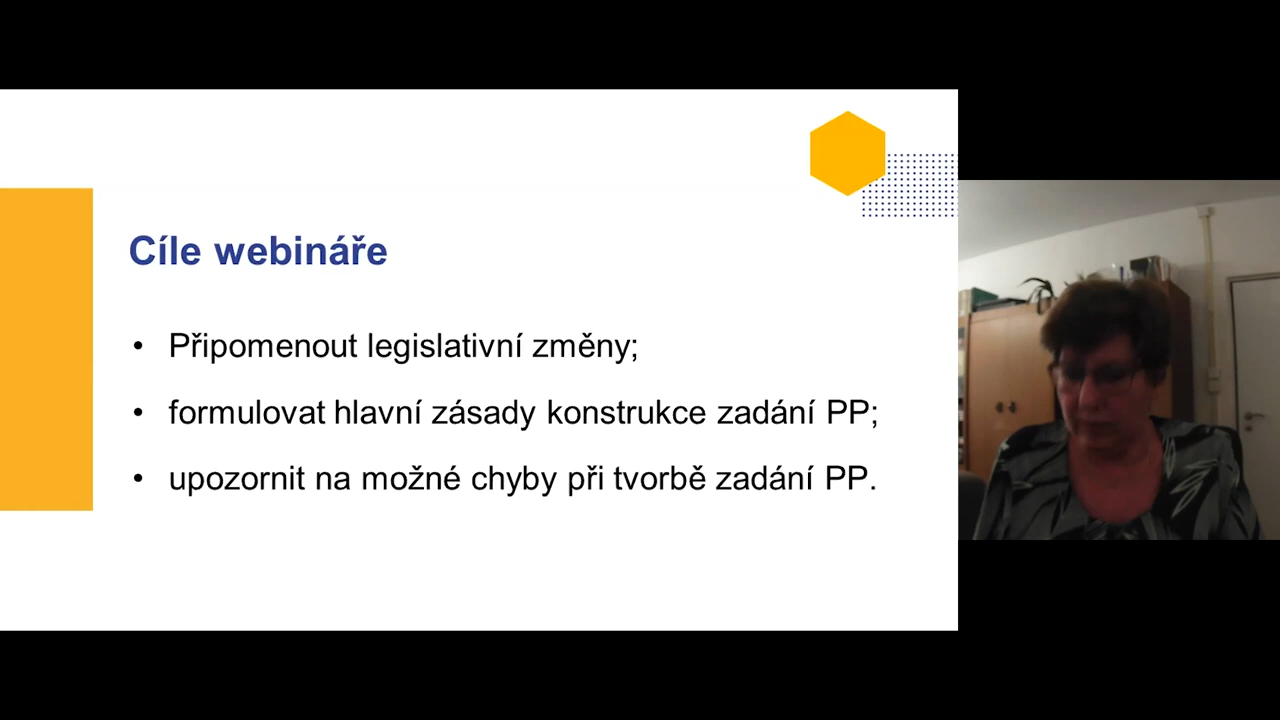 Cíle webináře
• Připomenout legislativní změny;
• formulovat hlavní zásady konstrukce zadání PP;
• upozornit na možné chyby při tvorbě zadání PP.